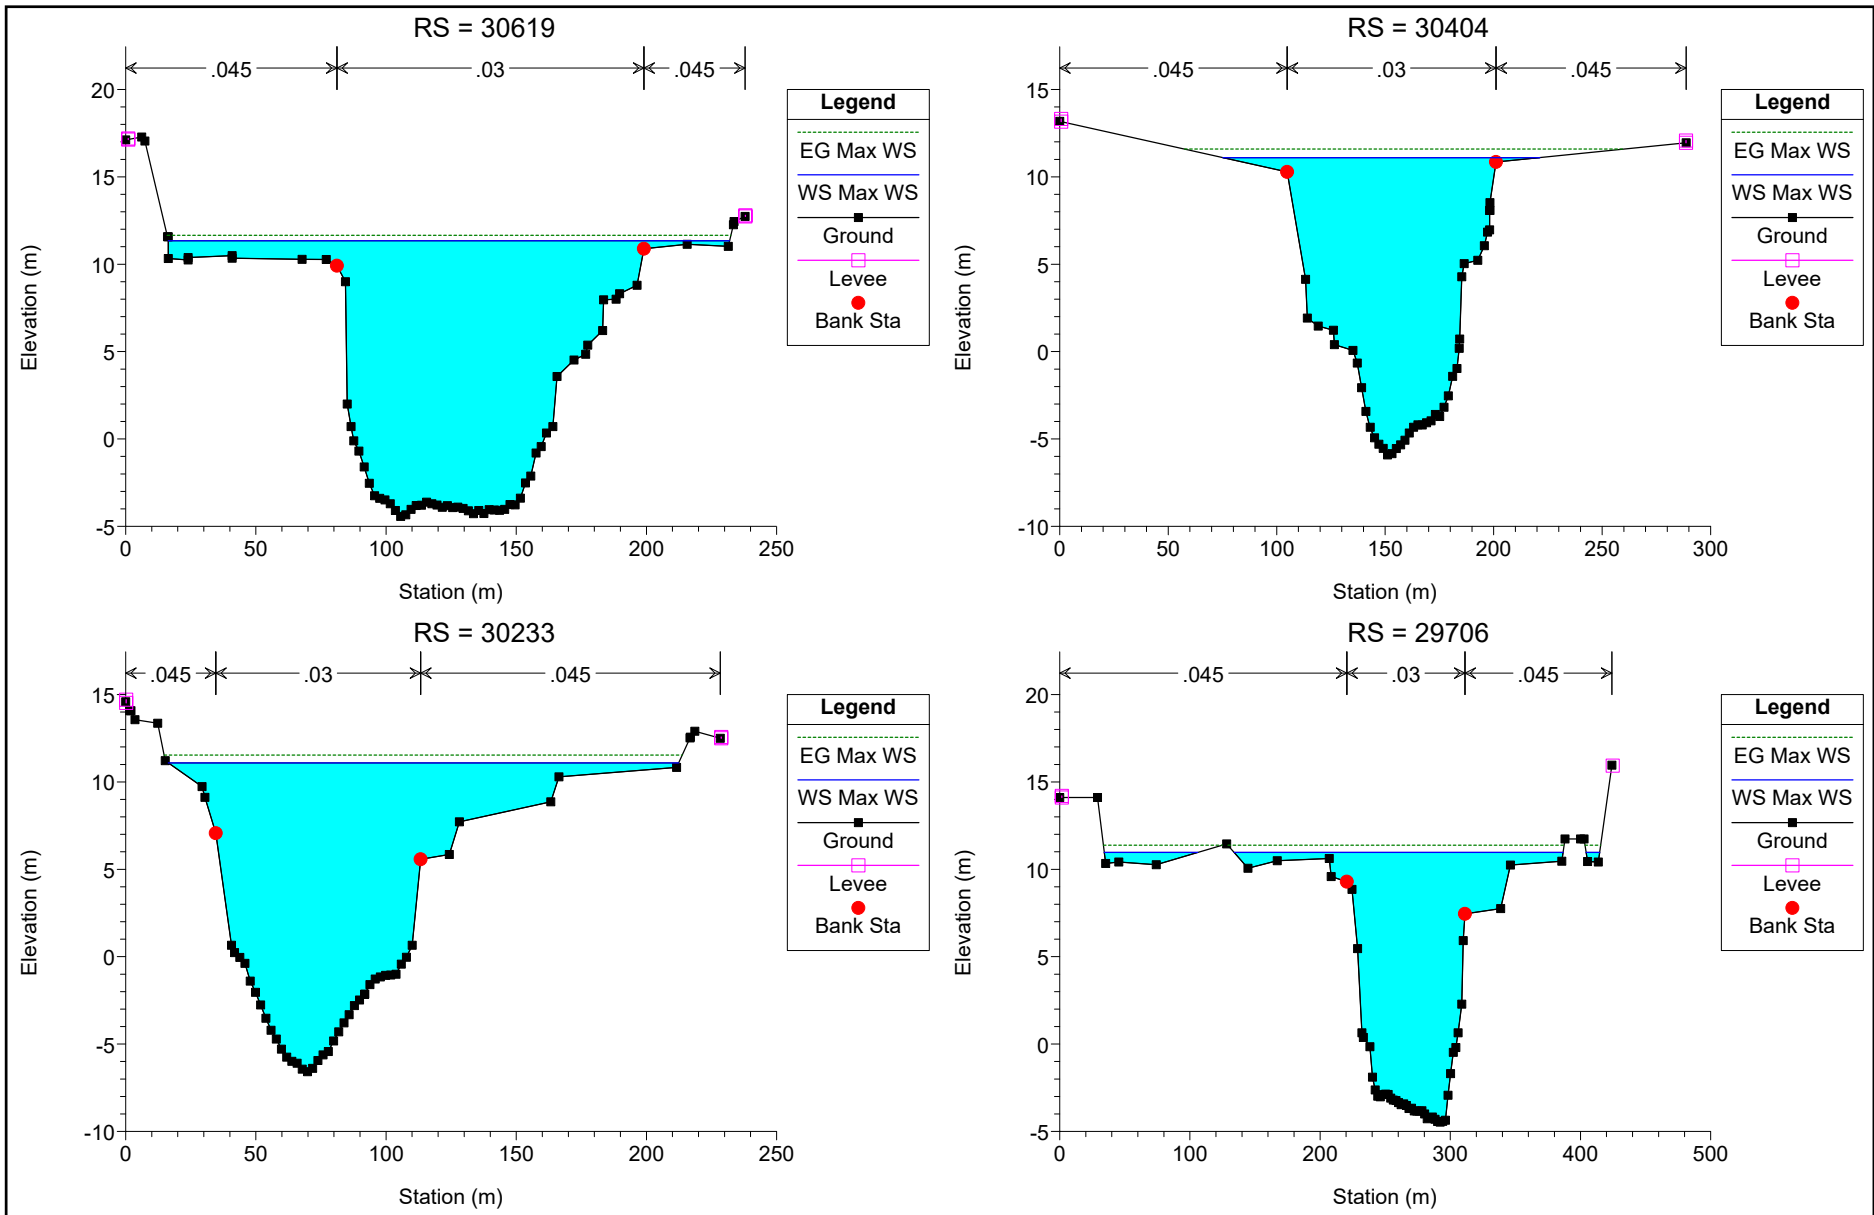 RS = 30619
.045 .03 .045
20
15
10
5
0
-5
0 50 100 150 200 250
Elevation (m)
Station (m)
Legend
EG Max WS
WS Max WS
Ground
Levee
Bank Sta
RS = 30404
.045 .03 .045
15
10
5
0
-5
-10
0 50 100 150 200 250 300
Elevation (m)
Station (m)
Legend
EG Max WS
WS Max WS
Ground
Levee
Bank Sta
RS = 30233
.045 .03 .045
15
10
5
0
-5
-10
0 50 100 150 200 250
Elevation (m)
Station (m)
Legend
EG Max WS
WS Max WS
Ground
Levee
Bank Sta
RS = 29706
.045 .03 .045
20
15
10
5
0
-5
0 100 200 300 400 500
Elevation (m)
Station (m)
Legend
EG Max WS
WS Max WS
Ground
Levee
Bank Sta